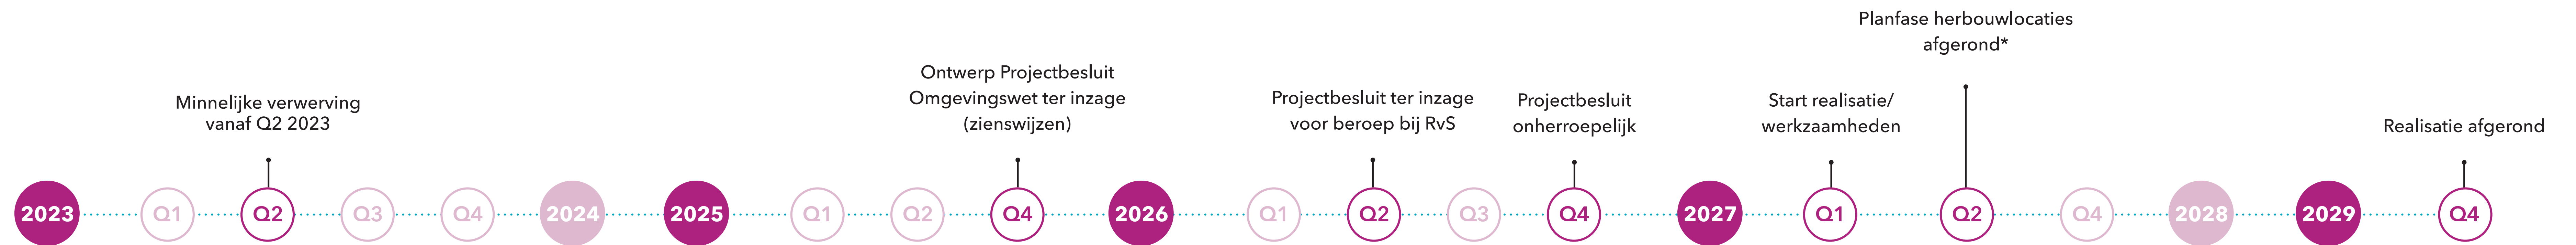 Planfase herbouwlocaties
afgerond*
Ontwerp Projectbesluit
Omgevingswet ter inzage
(zienswijzen)
Minnelijke verwerving
vanaf Q2 2023
Projectbesluit ter inzage
voor beroep bij RvS
Projectbesluit
onherroepelijk
Start realisatie/
werkzaamheden
Realisatie afgerond
2023 Q1 Q2 Q3 Q4 2024 2025 Q1 Q2 Q4 2026 Q1 Q2 Q3 Q4 2027 Q1 Q2 Q4 2028 2029 Q4